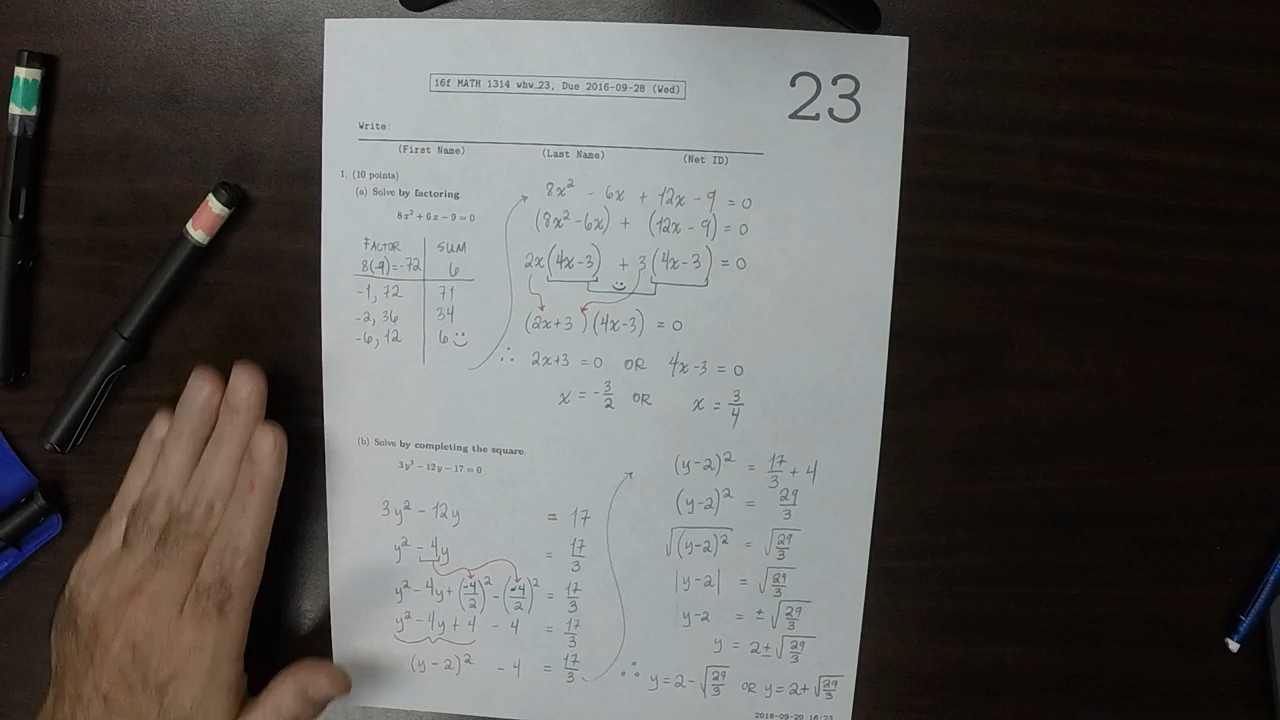 16f MATH 1314 whw_23, Due 2016-09-28 (Wed)
23
Write:
(First Name) (Last Name) (Net ID)
1. (10 points)
(a) Solve by factoring.
8x² + 6x − 9 = 0
FACTOR SUM
8(-9)=-72 6
-1, 72 71
-2, 36 34
-6, 12 6
8x² - 6x + 12x - 9 = 0
(8x² - 6x) + (12x - 9) = 0
2x(4x-3) + 3(4x-3) = 0
(2x+3)(4x-3) = 0
∴ 2x+3 = 0 OR 4x-3 = 0
x = -3/2 OR x = 3/4
(b) Solve by completing the square.
3y² − 12y − 17 = 0
3y² - 12y = 17
y² - 4y = 17/3
y² - 4y + (-4/2)² - (-4/2)² = 17/3
y² - 4y + 4 - 4 = 17/3
(y-2)² - 4 = 17/3
(y-2)² = 17/3 + 4
(y-2)² = 29/3
√(y-2)² = √29/3
|y-2| = √29/3
y-2 = ±√29/3
y = 2±√29/3
∴ y = 2-√29/3 OR y = 2+√29/3
2016-09-20 16:23